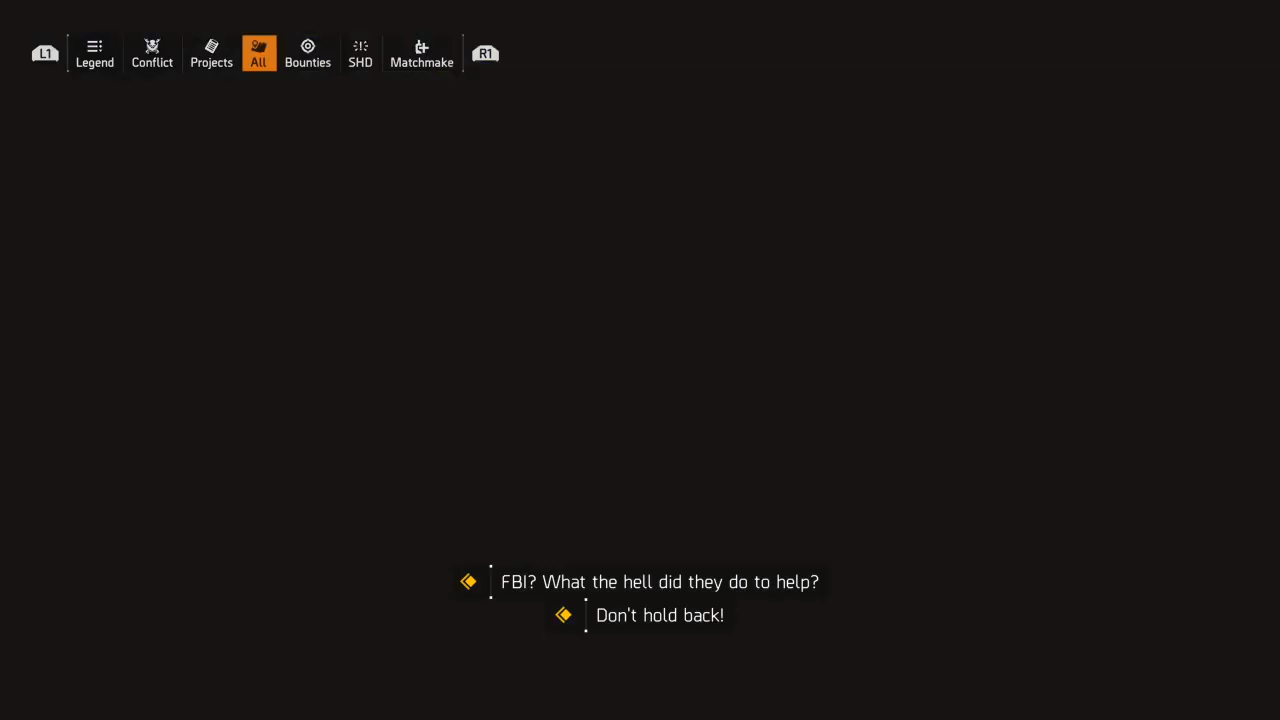 L1
Legend
Conflict
Projects
All
Bounties
SHD
Matchmake
R1
FBI? What the hell did they do to help?
Don't hold back!